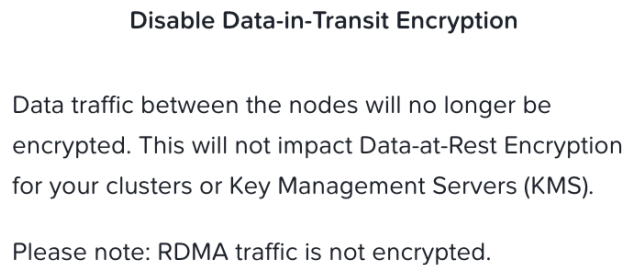 Disable Data-in-Transit Encryption
Data traffic between the nodes will no longer be
encrypted. This will not impact Data-at-Rest Encryption
for your clusters or Key Management Servers (KMS).
Please note: RDMA traffic is not encrypted.